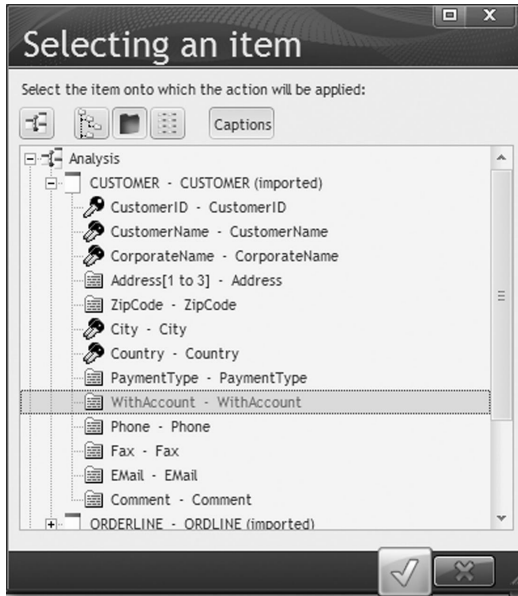 Selecting an item
Select the item onto which the action will be applied:
Captions
Analysis
CUSTOMER - CUSTOMER (imported)
CustomerID - CustomerID
CustomerName - CustomerName
CorporateName - CorporateName
Address[1 to 3] - Address
ZipCode - ZipCode
City - City
Country - Country
PaymentType - PaymentType
WithAccount - WithAccount
Phone - Phone
Fax - Fax
EMail - EMail
Comment - Comment
ORDERLINE - ORDLINE (imported)